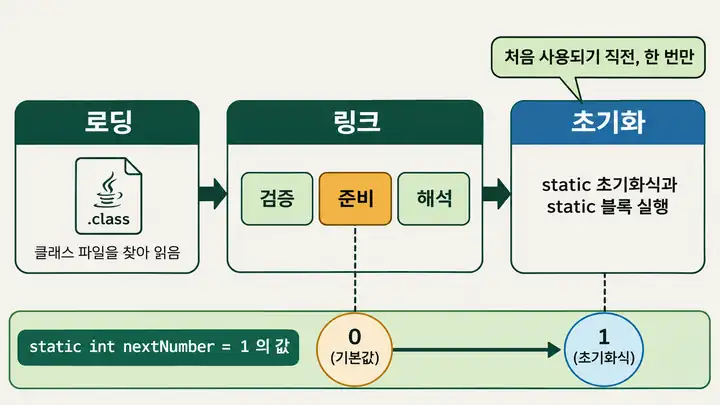 처음 사용되기 직전, 한 번만
로딩
.class
클래스 파일을 찾아 읽음
링크
검증
준비
해석
초기화
static 초기화식과
static 블록 실행
static int nextNumber = 1 의 값
0
(기본값)
1
(초기화식)